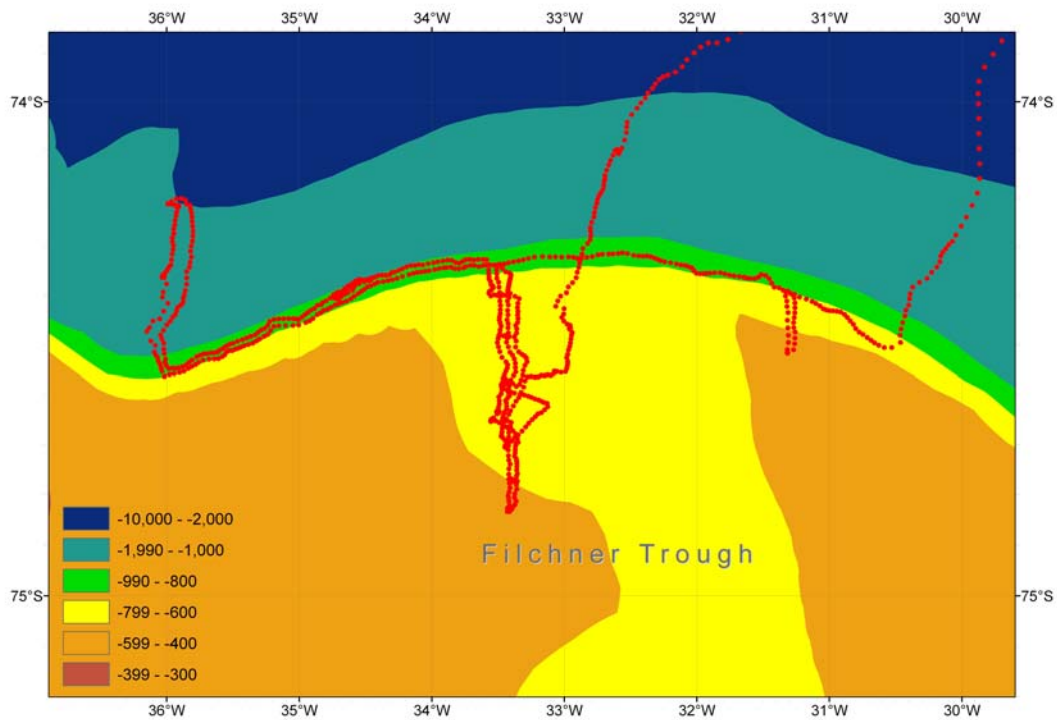 36°W 35°W 34°W 33°W 32°W 31°W 30°W
74°S 74°S
Filchner Trough
75°S 75°S
-10,000 - -2,000
-1,990 - -1,000
-990 - -800
-799 - -600
-599 - -400
-399 - -300
36°W 35°W 34°W 33°W 32°W 31°W 30°W